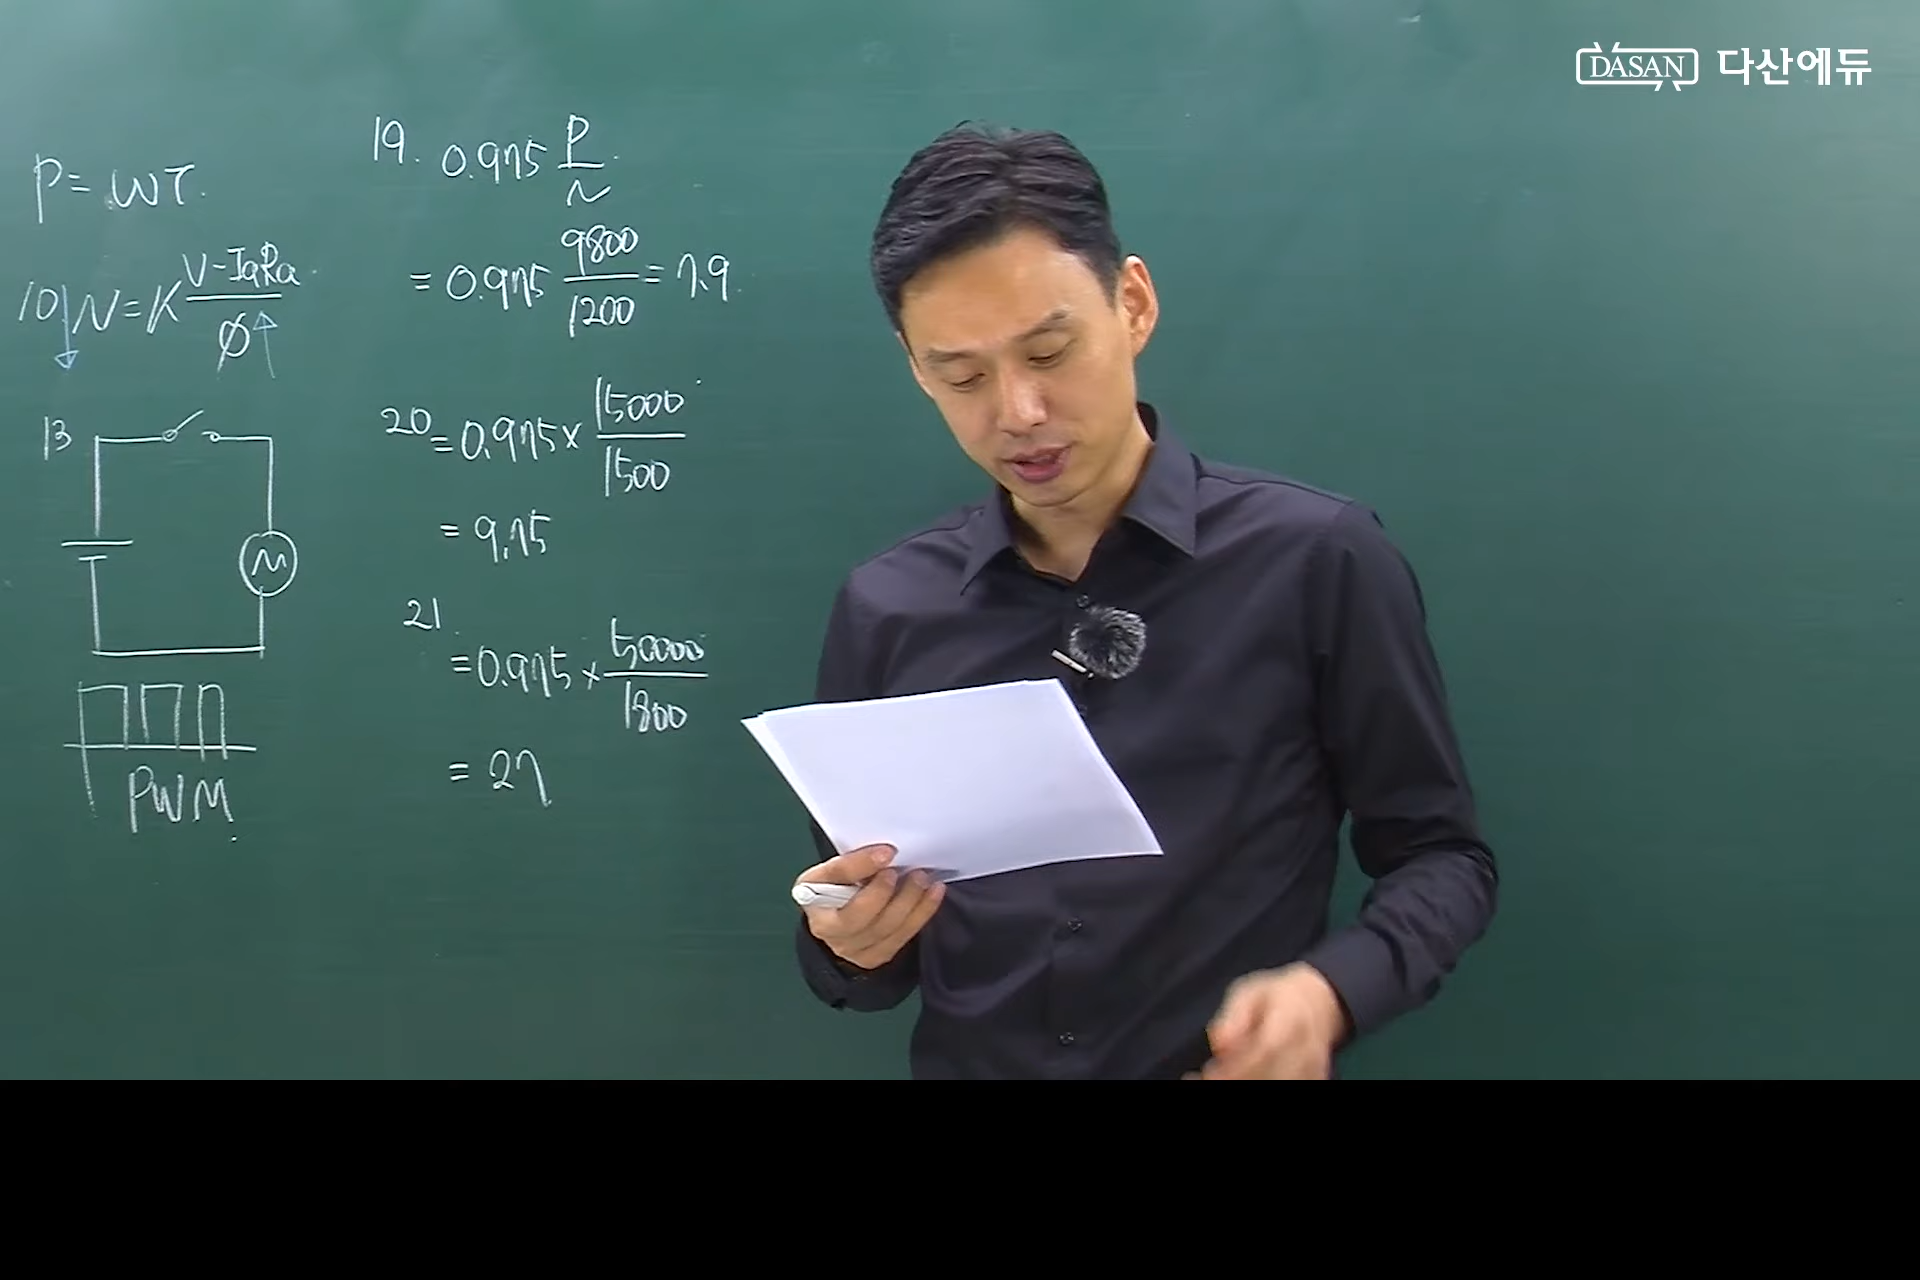 DASAN 다산에듀
P = ωT.
10 N = K (V-IaRa)/Ø
13
M
PWM
19. 0.975 P/N
= 0.975 9800/1200 = 7.9
20 = 0.975 × 15000/1500
= 9.75
21.
= 0.975 × 50000/1800
= 27